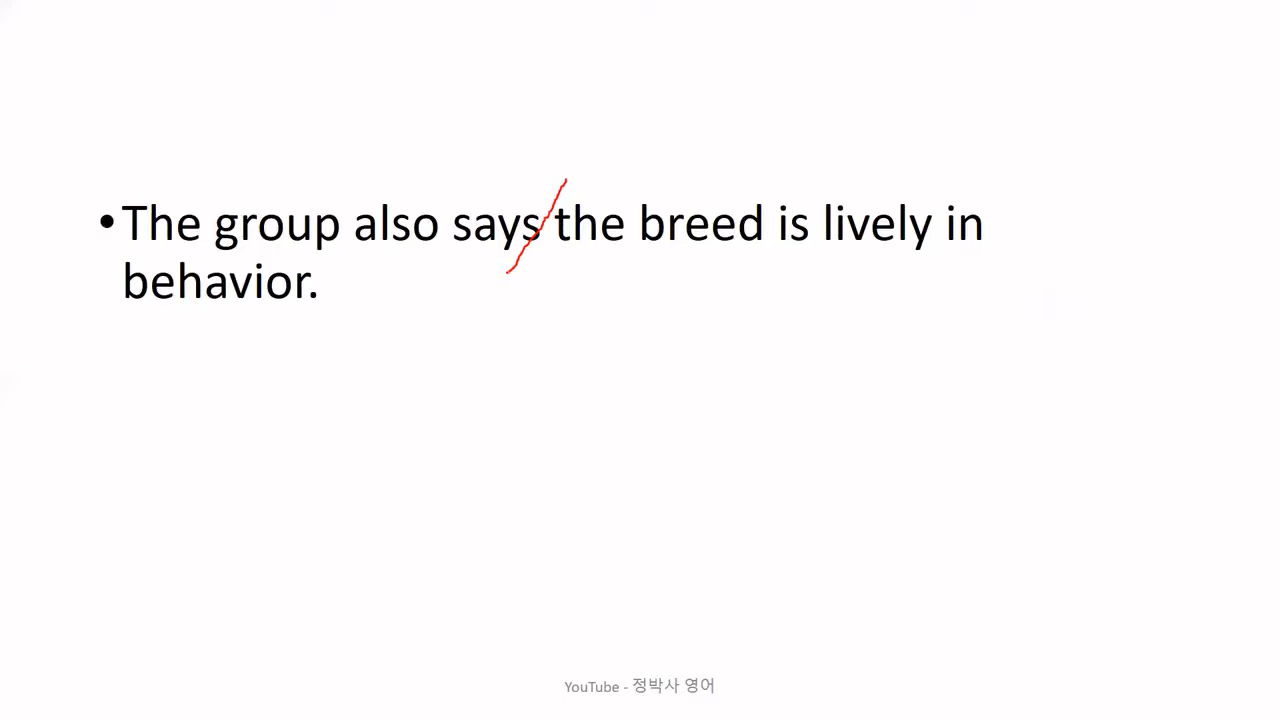 •The group also says the breed is lively in
behavior.
YouTube - 정박사 영어